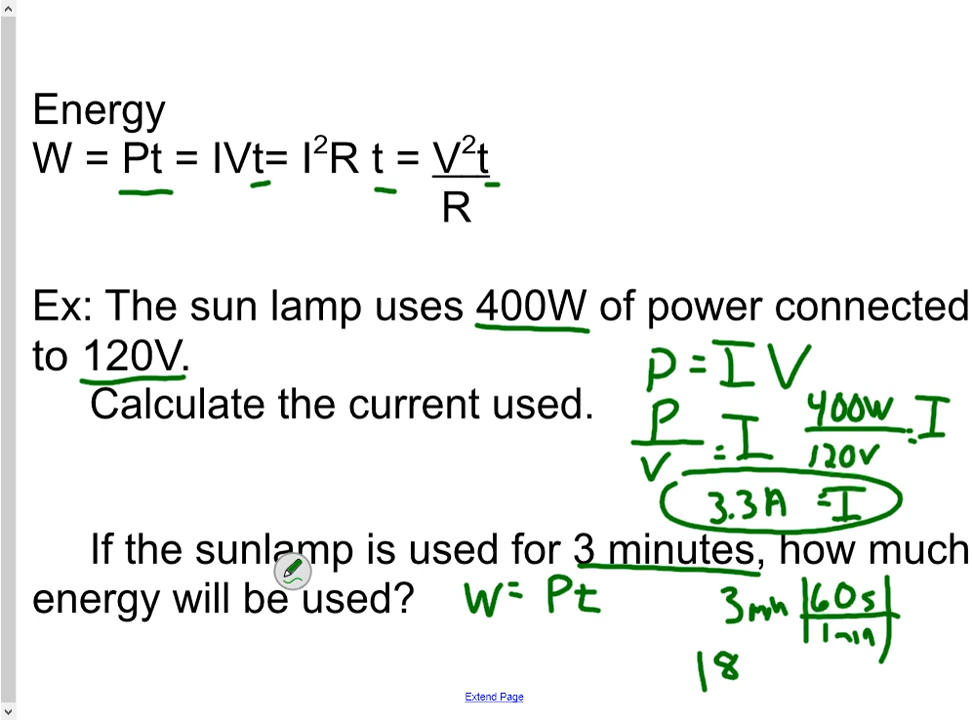 Energy
W = Pt = IVt= I²R t = V²t
R
Ex: The sun lamp uses 400W of power connected
to 120V.
P = I V
Calculate the current used.
P/V = I 400W/120V = I
3.3A = I
If the sunlamp is used for 3 minutes, how much
energy will be used? W = Pt
3min |60s|
1min
18
Extend Page